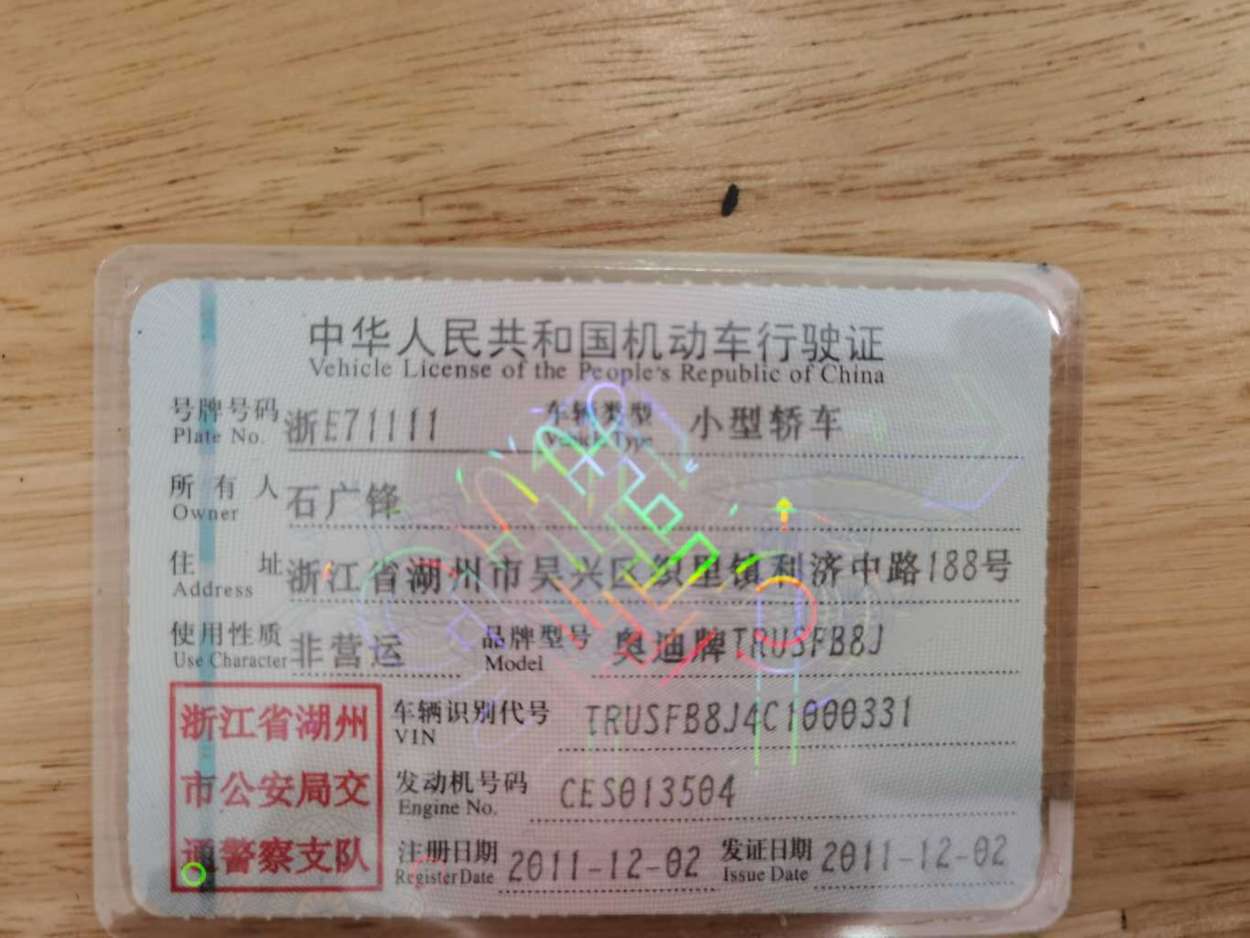 中华人民共和国机动车行驶证
Vehicle License of the People's Republic of China
号牌号码 浙E71111 车辆类型 小型轿车
Plate No. Vehicle Type
所有人 石广锋
Owner
住址 浙江省湖州市吴兴区织里镇利济中路188号
Address
使用性质 非营运 品牌型号 奥迪牌TRUSFB8J
Use Character Model
浙江省湖州
市公安局交
通警察支队
车辆识别代号 TRUSFB8J4C1000331
VIN
发动机号码 CES013504
Engine No.
注册日期 2011-12-02 发证日期 2011-12-02
Register Date Issue Date